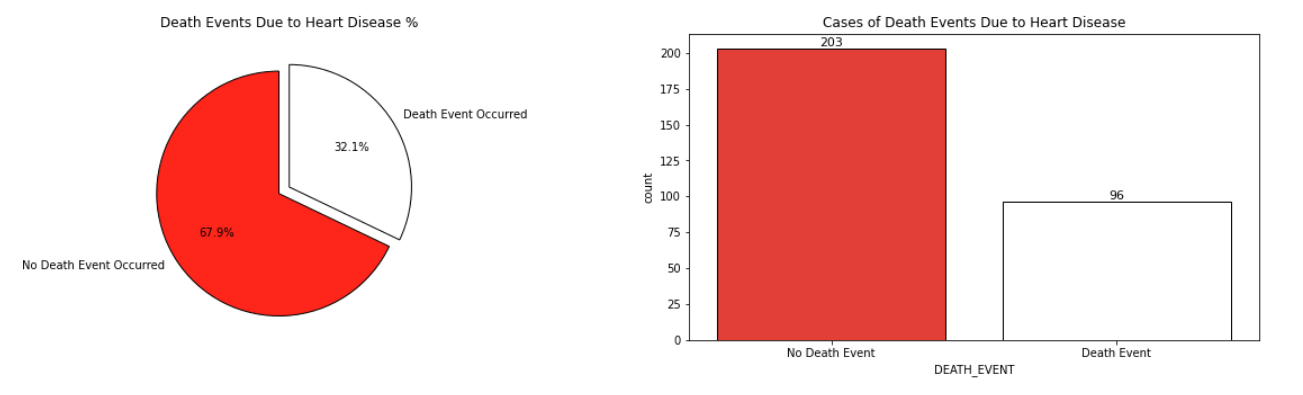 Death Events Due to Heart Disease %
Death Event Occurred
32.1%
67.9%
No Death Event Occurred
Cases of Death Events Due to Heart Disease
203
200
175
150
125
100
96
75
50
25
0
count
No Death Event
Death Event
DEATH_EVENT